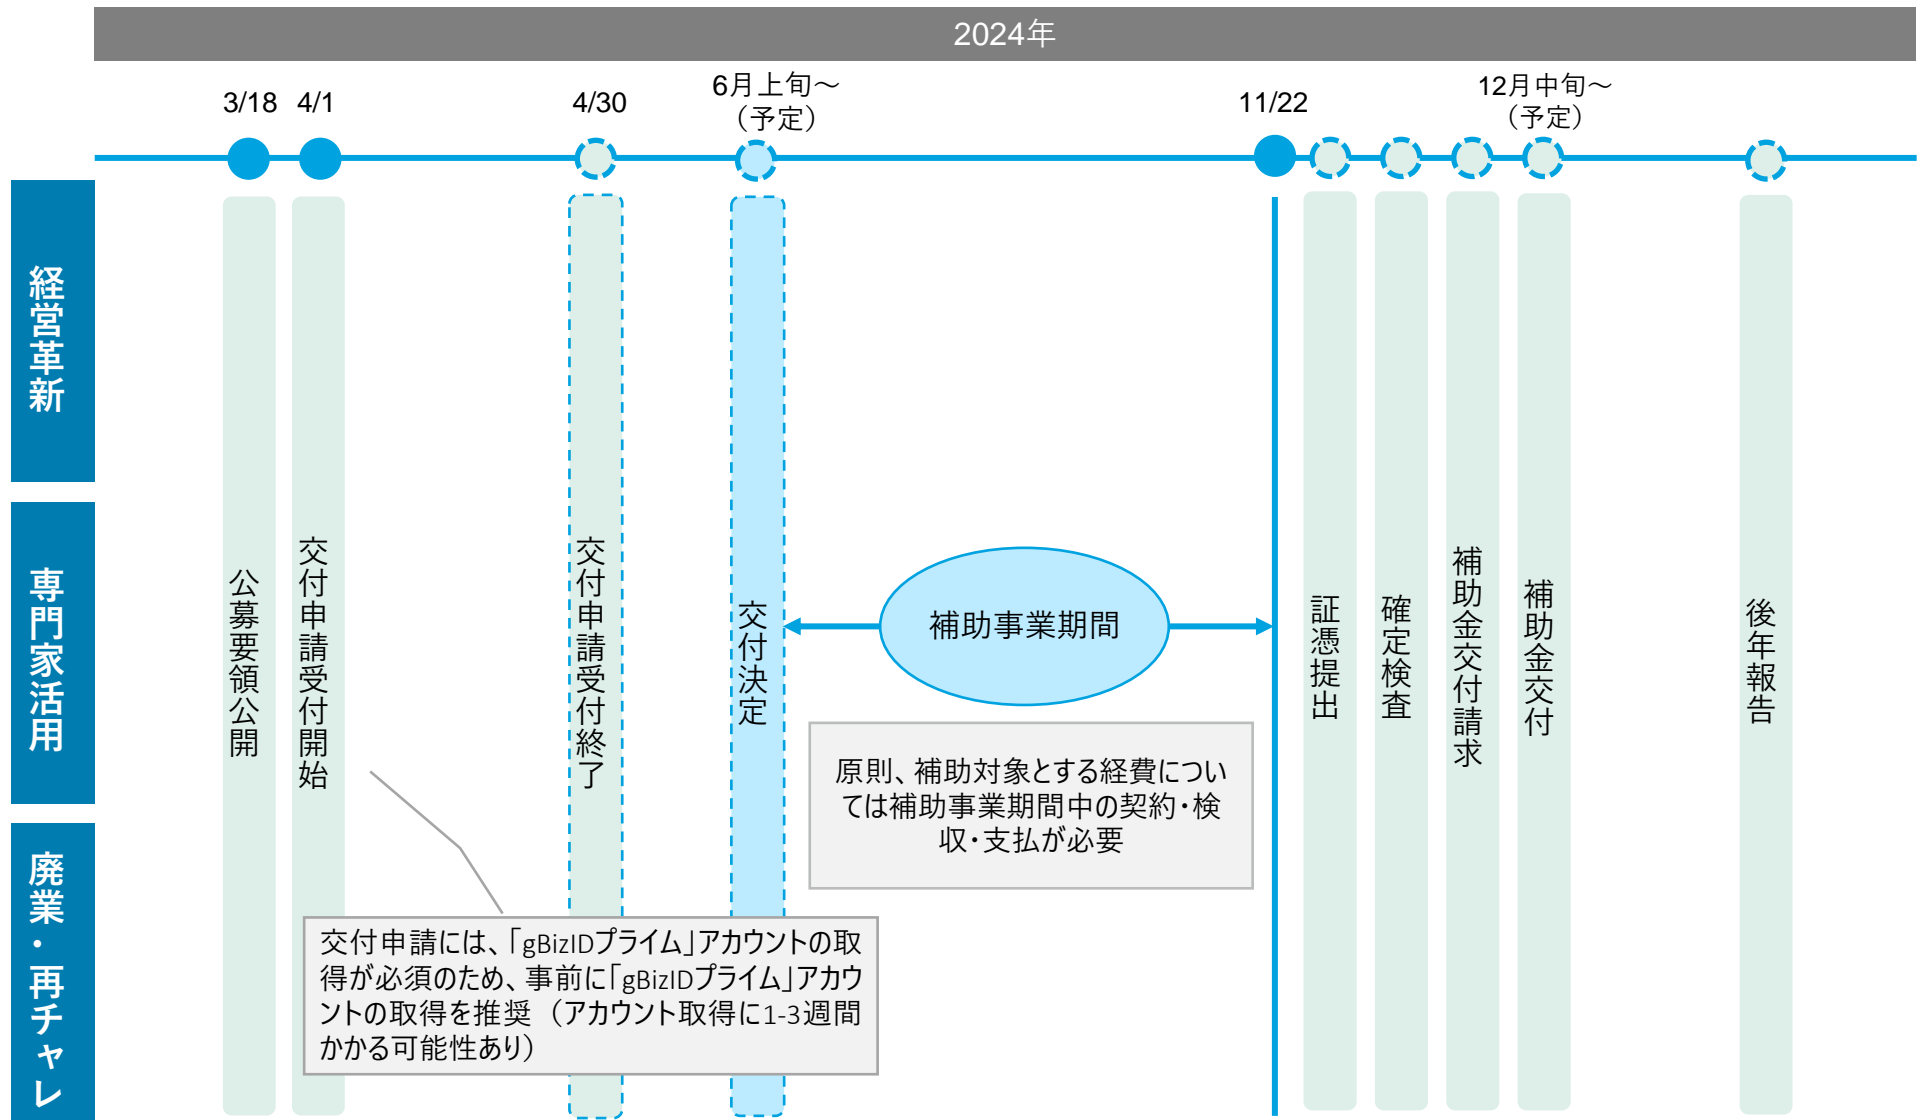 2024年
3/18
4/1
4/30
6月上旬～
（予定）
11/22
12月中旬～
（予定）
経営革新
専門家活用
廃業・再チャレ
公募要領公開
交付申請受付開始
交付申請受付終了
交付決定
補助事業期間
証憑提出
確定検査
補助金交付請求
補助金交付
後年報告
原則、補助対象とする経費につい
ては補助事業期間中の契約・検
収・支払が必要
交付申請には、「gBizIDプライム」アカウントの取
得が必須のため、事前に「gBizIDプライム」アカウ
ントの取得を推奨（アカウント取得に1-3週間
かかる可能性あり）